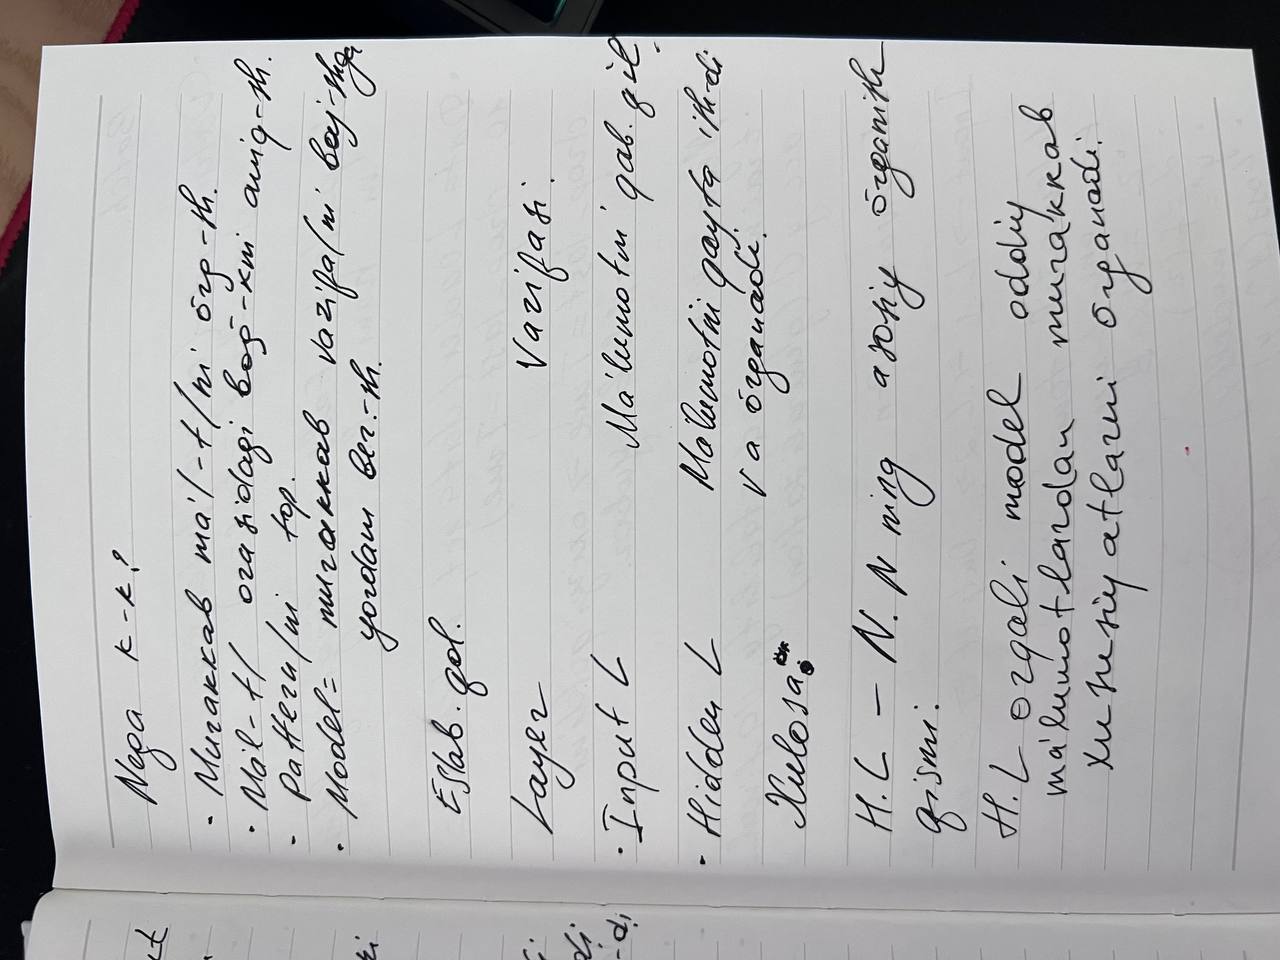 Nega k-k?
· Murakkab ma'l-t/ni o'rg-sh.
· Ma'l-t/ orasidagi bog'-kni aniq-sh.
- Pattern/ni top.
· Model = murakkab vazifa/ni baj-shga
yordam ber.-sh.
Eslab. qol.
Layer Vazifasi.
· Input L Ma'lumotni qab. qil.
· Hidden L Ma'lumotni qayta ish-di
va o'rganadi.
Xulosa:
H.L – N.N ning asosiy o'rganish
qismi.
H.L orqali model oddiy
ma'lumotlardan murakkab
xususiyatlarni o'rganadi.